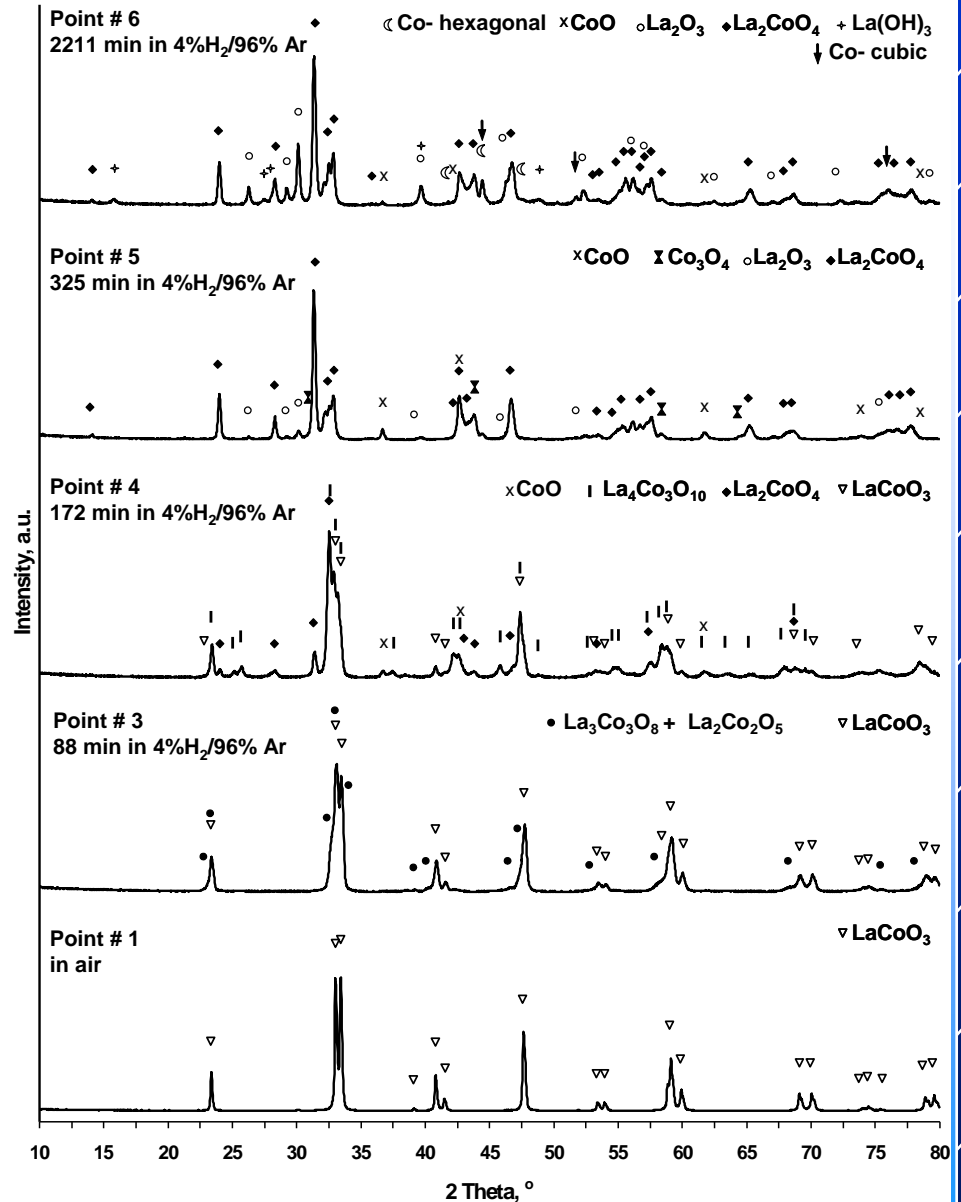 Point # 6
2211 min in 4%H₂/96% Ar
☾ Co- hexagonal ×CoO ○La₂O₃ ◆La₂CoO₄ ✢ La(OH)₃
↓ Co- cubic
Point # 5
325 min in 4%H₂/96% Ar
×CoO ⧗ Co₃O₄ ○La₂O₃ ◆La₂CoO₄
Point # 4
172 min in 4%H₂/96% Ar
×CoO I La₄Co₃O₁₀ ◆La₂CoO₄ ▽ LaCoO₃
Point # 3
88 min in 4%H₂/96% Ar
● La₃Co₃O₈ + La₂Co₂O₅ ▽ LaCoO₃
Point # 1
in air
▽ LaCoO₃
Intensity, a.u.
10 15 20 25 30 35 40 45 50 55 60 65 70 75 80
2 Theta, °